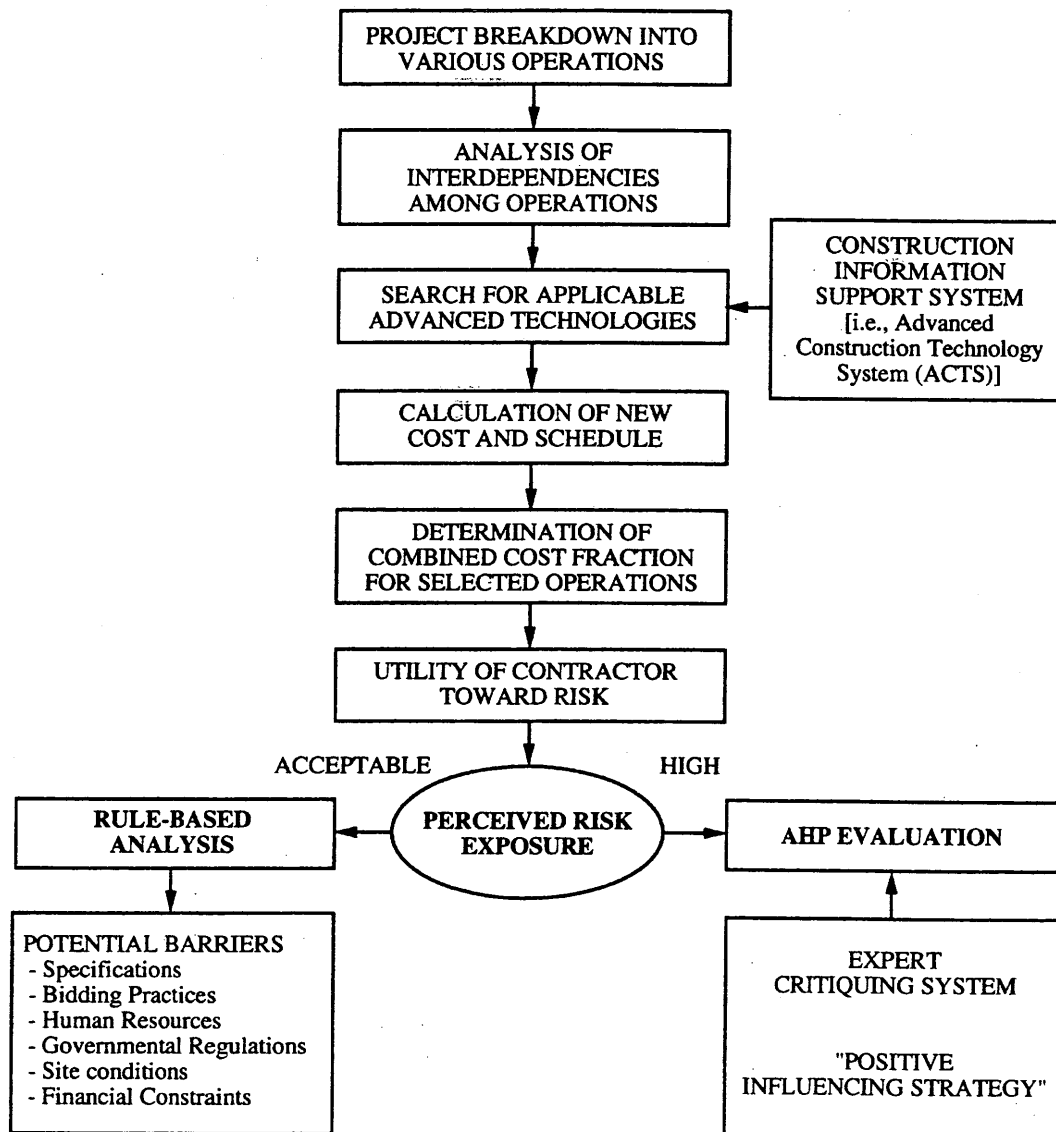 PROJECT BREAKDOWN INTO
VARIOUS OPERATIONS
ANALYSIS OF
INTERDEPENDENCIES
AMONG OPERATIONS
SEARCH FOR APPLICABLE
ADVANCED TECHNOLOGIES
CONSTRUCTION
INFORMATION
SUPPORT SYSTEM
[i.e., Advanced
Construction Technology
System (ACTS)]
CALCULATION OF NEW
COST AND SCHEDULE
DETERMINATION OF
COMBINED COST FRACTION
FOR SELECTED OPERATIONS
UTILITY OF CONTRACTOR
TOWARD RISK
ACCEPTABLE
HIGH
PERCEIVED RISK
EXPOSURE
RULE-BASED
ANALYSIS
AHP EVALUATION
POTENTIAL BARRIERS
- Specifications
- Bidding Practices
- Human Resources
- Governmental Regulations
- Site conditions
- Financial Constraints
EXPERT
CRITIQUING SYSTEM
"POSITIVE
INFLUENCING STRATEGY"